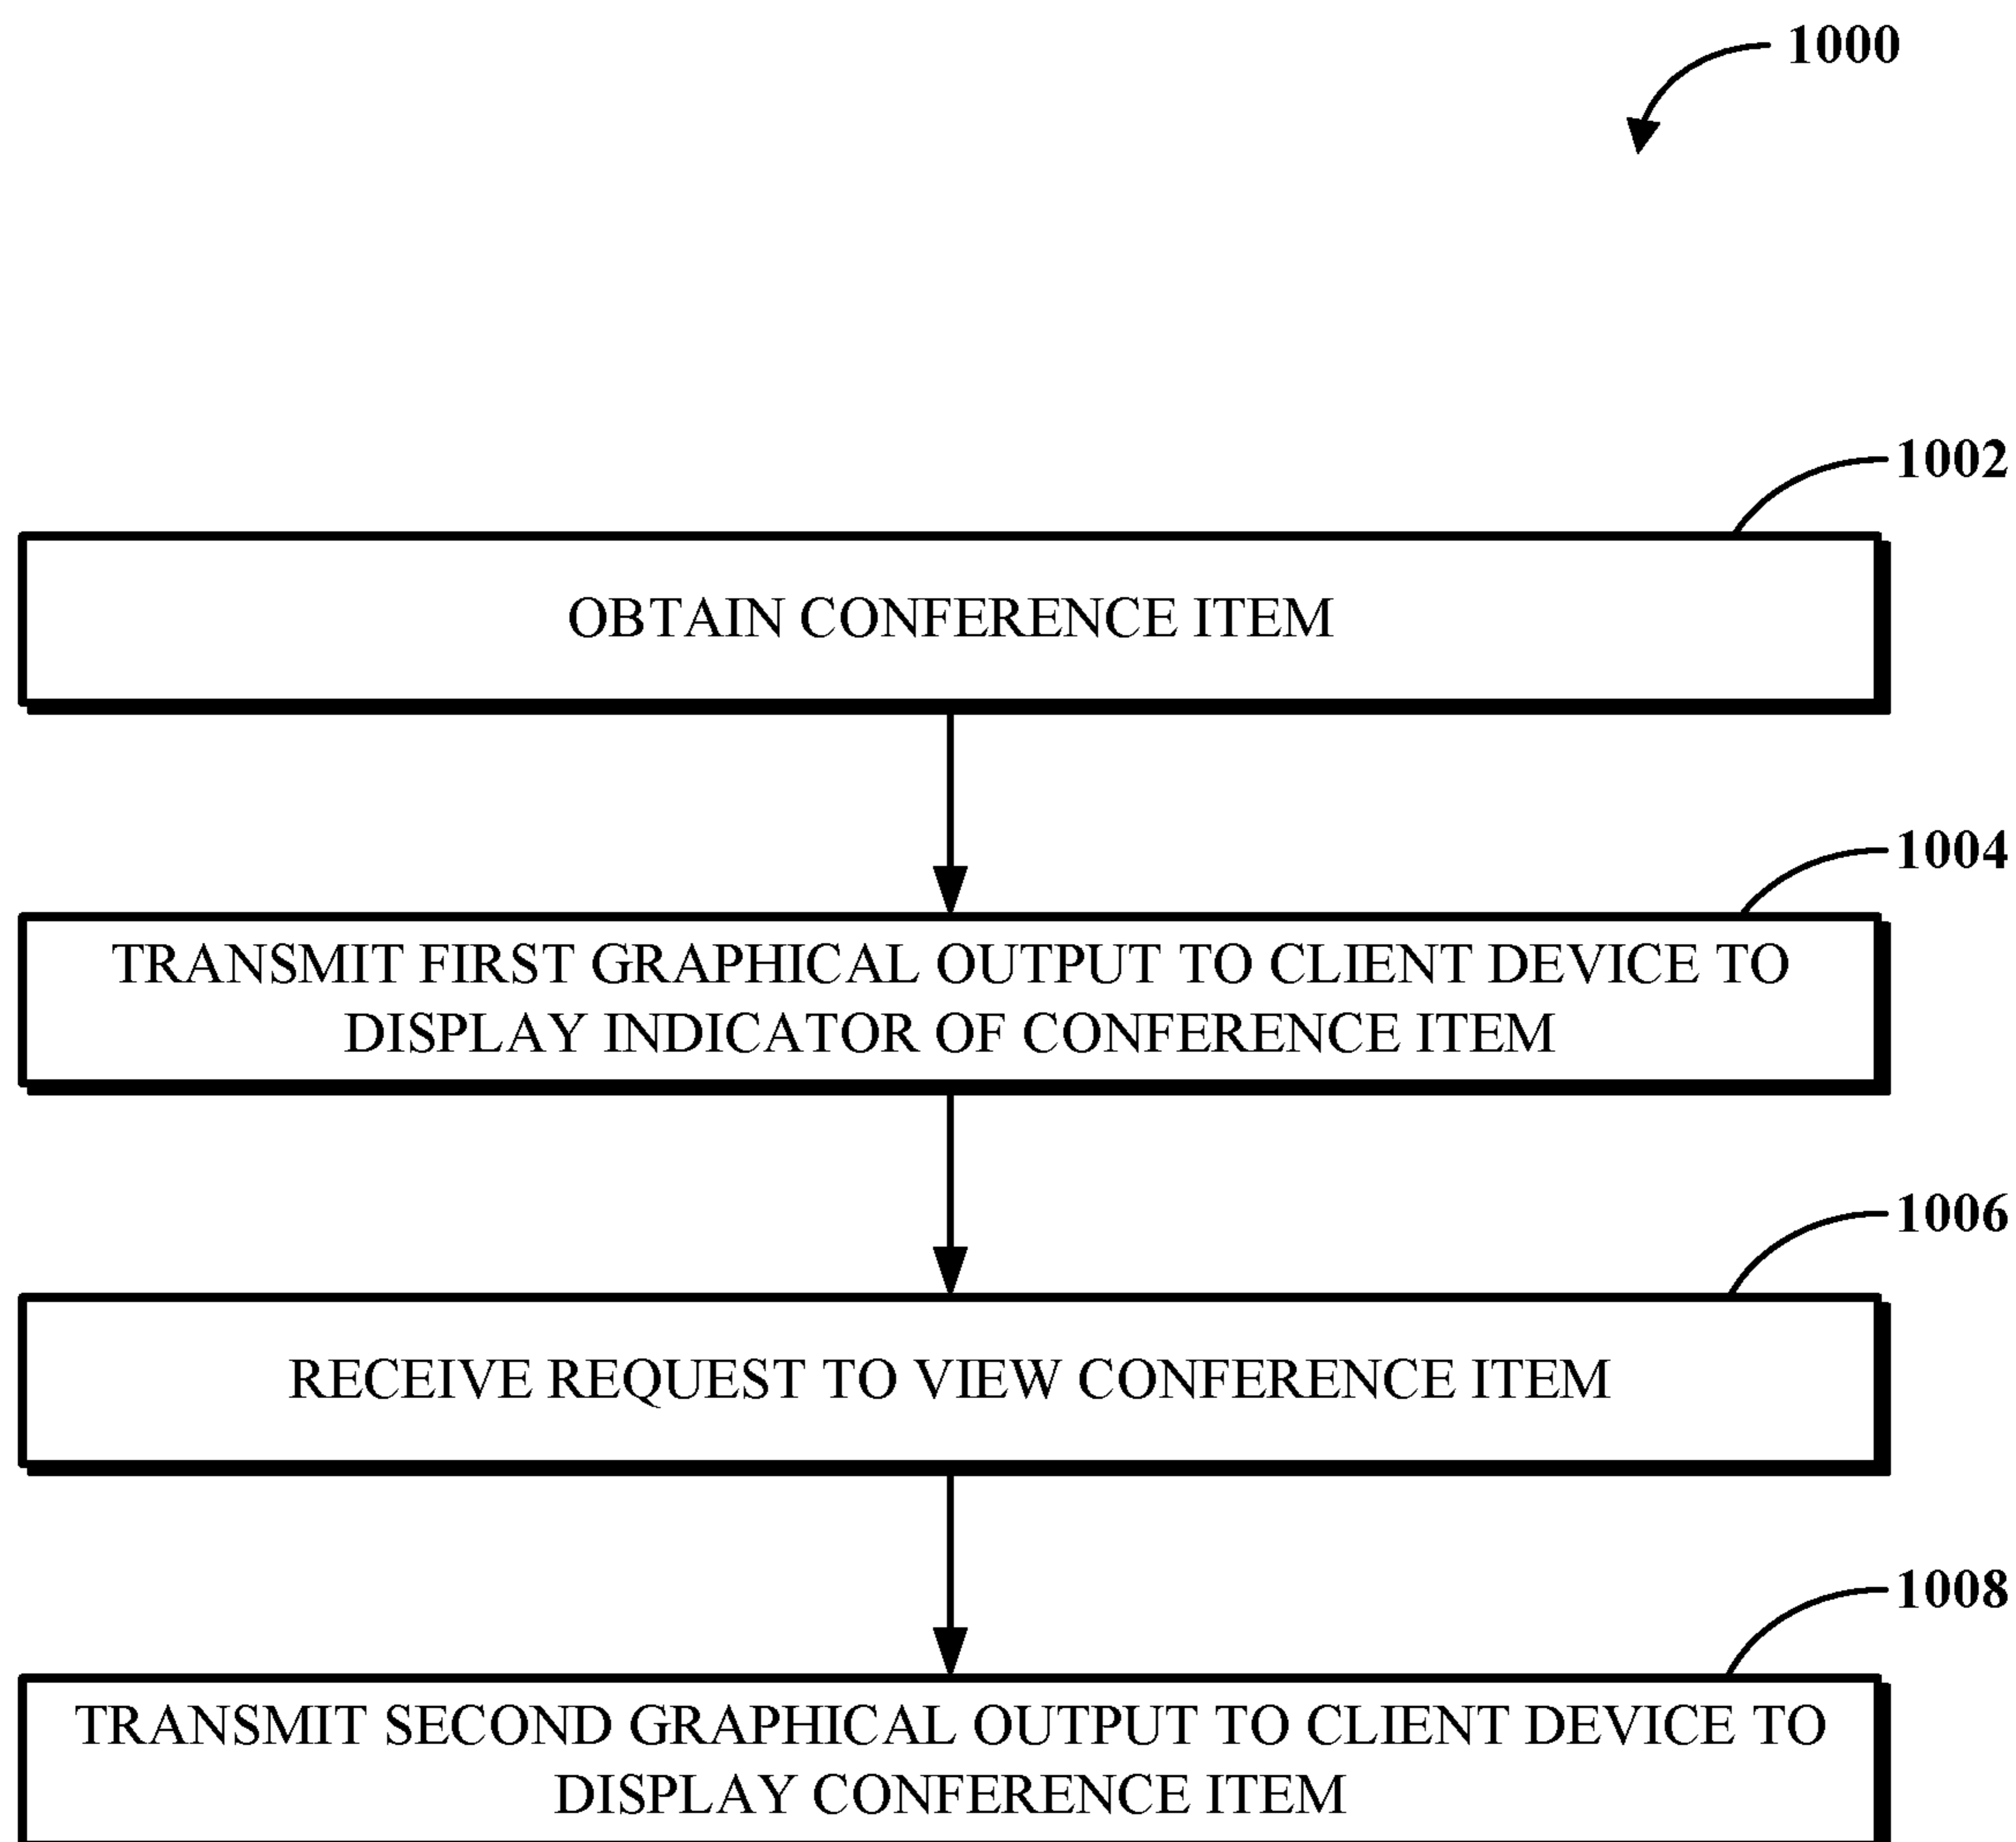 1000
1002
OBTAIN CONFERENCE ITEM
1004
TRANSMIT FIRST GRAPHICAL OUTPUT TO CLIENT DEVICE TO
DISPLAY INDICATOR OF CONFERENCE ITEM
1006
RECEIVE REQUEST TO VIEW CONFERENCE ITEM
1008
TRANSMIT SECOND GRAPHICAL OUTPUT TO CLIENT DEVICE TO
DISPLAY CONFERENCE ITEM